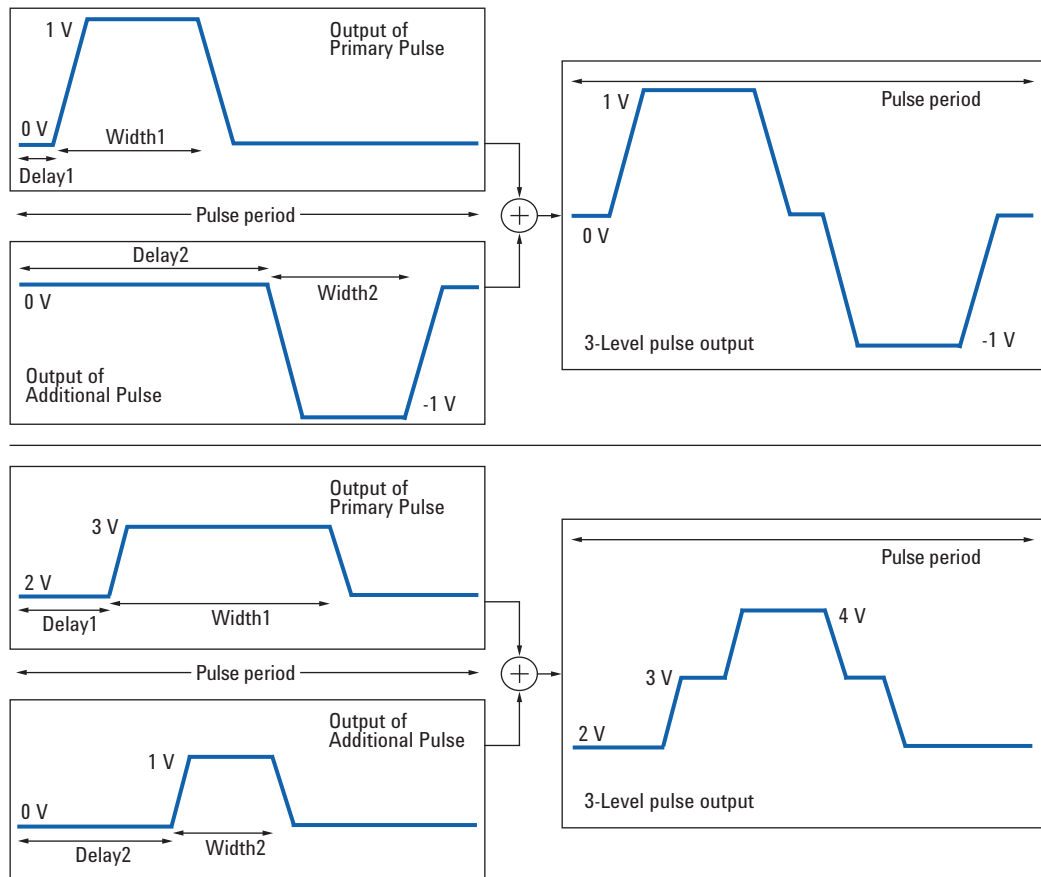 Output of
Primary Pulse
1 V
0 V
Width1
Delay1
Pulse period
Delay2
0 V
Width2
Output of
Additional Pulse
-1 V
Pulse period
1 V
0 V
3-Level pulse output
-1 V
Output of
Primary Pulse
3 V
2 V
Delay1
Width1
Pulse period
Output of
Additional Pulse
1 V
0 V
Delay2
Width2
Pulse period
4 V
3 V
2 V
3-Level pulse output